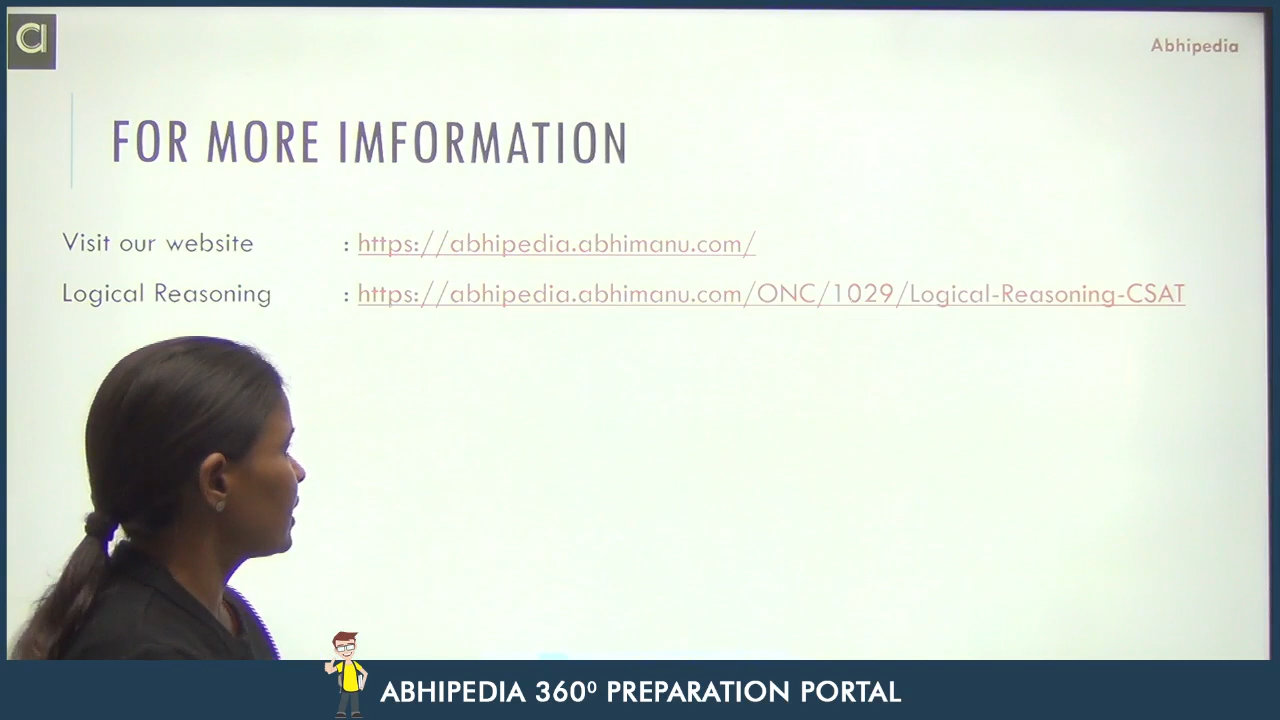 Abhipedia
FOR MORE IMFORMATION
Visit our website : https://abhipedia.abhimanu.com/
Logical Reasoning : https://abhipedia.abhimanu.com/ONC/1029/Logical-Reasoning-CSAT
ABHIPEDIA 360⁰ PREPARATION PORTAL